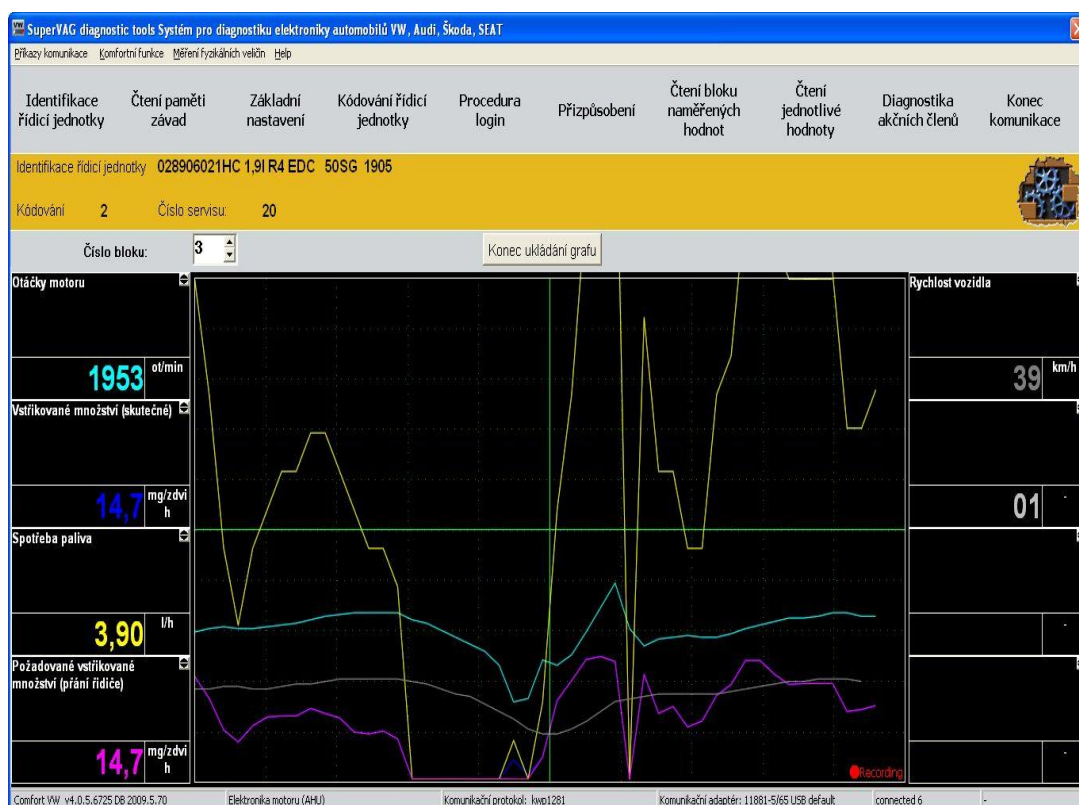 SuperVAG diagnostic tools Systém pro diagnostiku elektroniky automobilů VW, Audi, Škoda, SEAT
Příkazy komunikace Komfortní funkce Měření fyzikálních veličin Help
Identifikace řídicí jednotky
Čtení paměti závad
Základní nastavení
Kódování řídicí jednotky
Procedura login
Přizpůsobení
Čtení bloku naměřených hodnot
Čtení jednotlivé hodnoty
Diagnostika akčních členů
Konec komunikace
Identifikace řídicí jednotky 028906021HC 1,9l R4 EDC 50SG 1905
Kódování 2 Číslo servisu: 20
Číslo bloku: 3 Konec ukládání grafu
Otáčky motoru
1953 ot/min
Vstřikované množství (skutečné)
14,7 mg/zdvi
h
Spotřeba paliva
3,90 l/h
Požadované vstřikované
množství (přání řidiče)
14,7 mg/zdvi
h
Rychlost vozidla
39 km/h
01 -
-
-
Recording
Comfort VW v4.0.5.6725 DB 2009.5.70 Elektronika motoru (AHU) Komunikační protokol: kwp1281 Komunikační adaptér: 11881-5/65 USB default connected 6 -